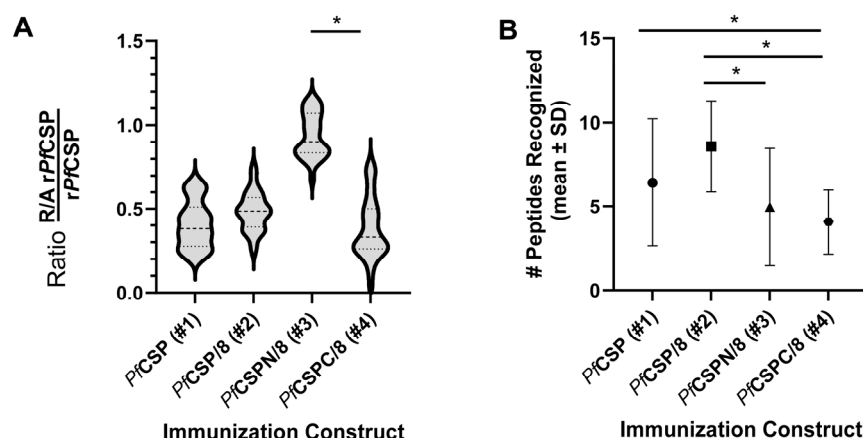 A
Ratio R/A rPfCSP
rPfCSP
1.5
1.0
0.5
0.0
*
PfCSP (#1)
PfCSP/8 (#2)
PfCSPN/8 (#3)
PfCSPC/8 (#4)
Immunization Construct
B
# Peptides Recognized
(mean ± SD)
15
10
5
0
*
*
*
PfCSP (#1)
PfCSP/8 (#2)
PfCSPN/8 (#3)
PfCSPC/8 (#4)
Immunization Construct